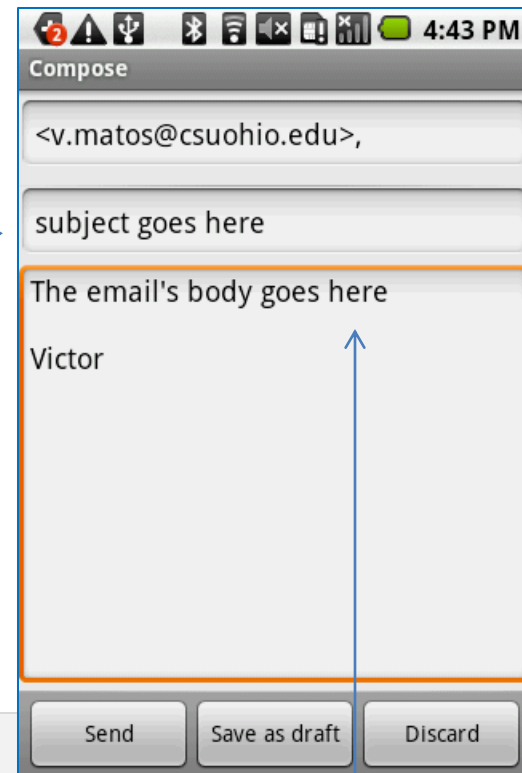 2 4:43 PM
Compose
<v.matos@csuohio.edu>,
subject goes here
The email's body goes here
Victor
Send Save as draft Discard